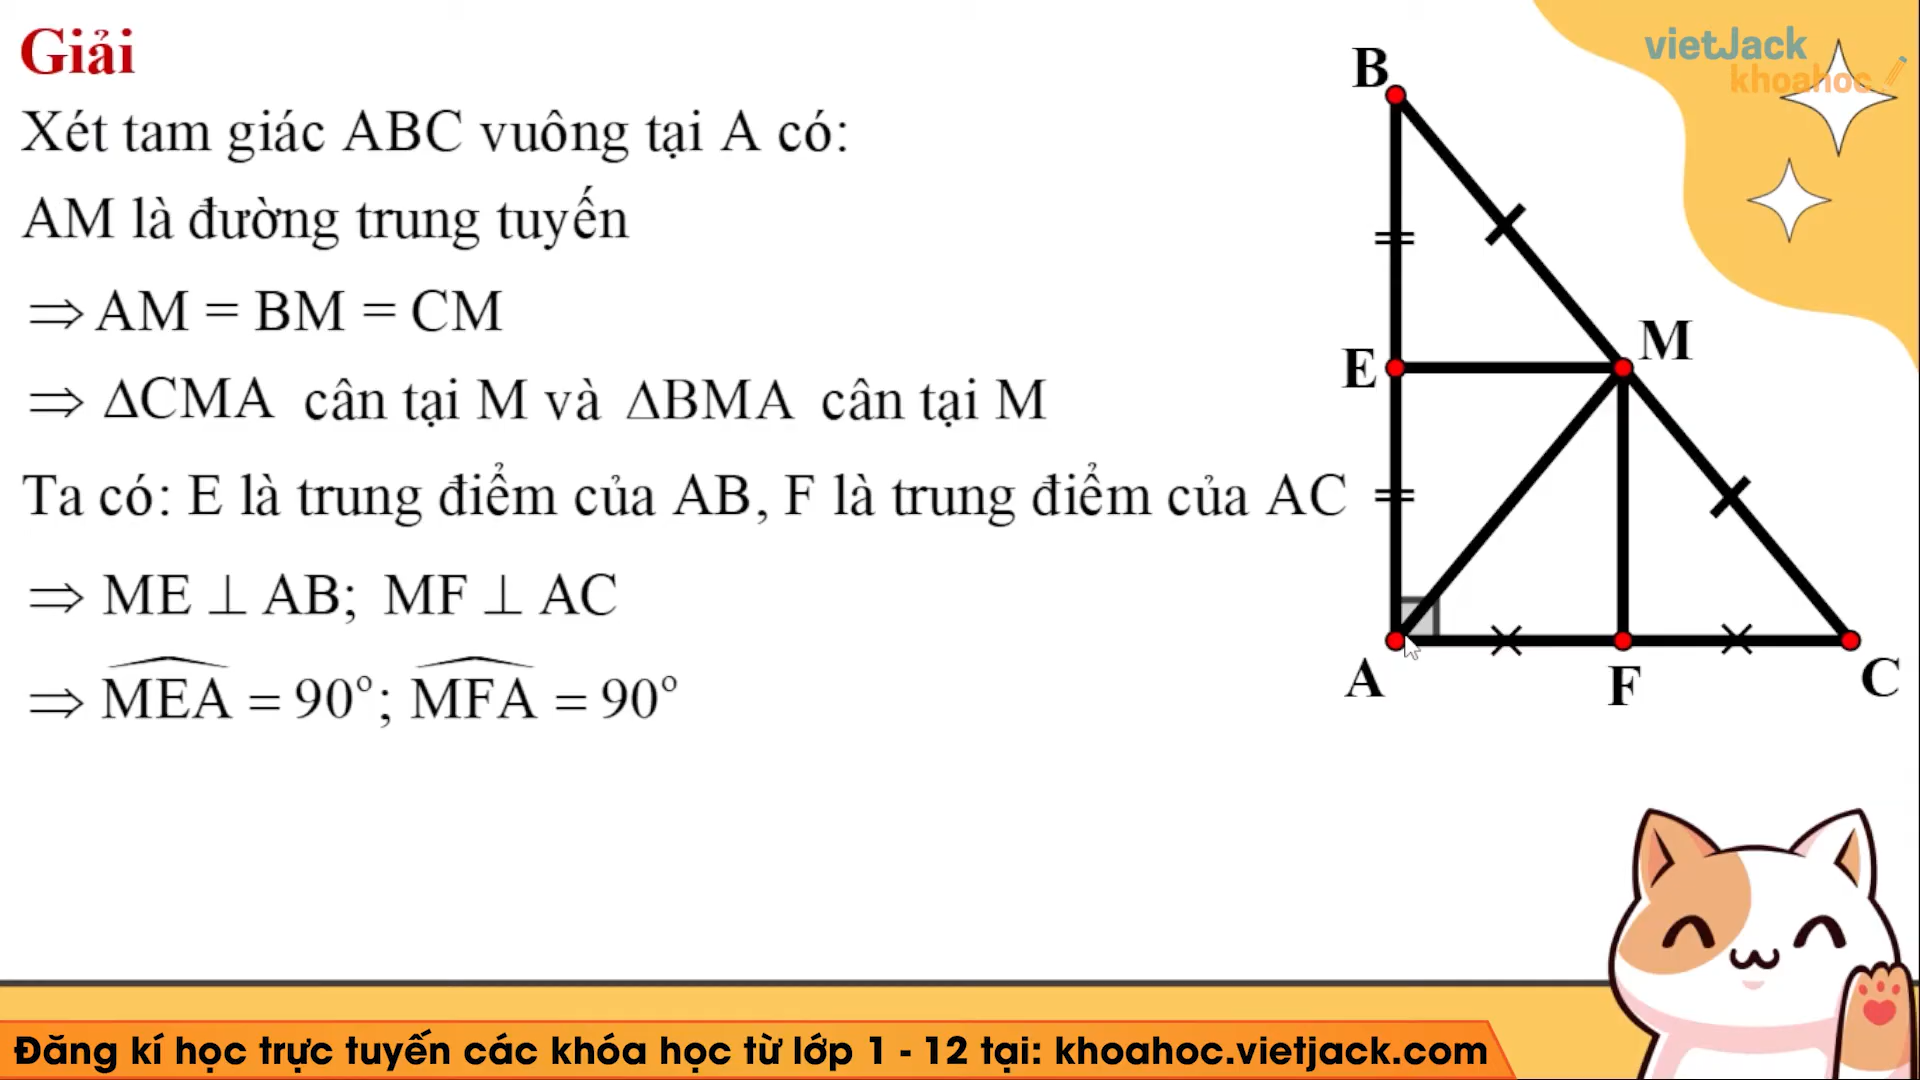 Giải
Xét tam giác ABC vuông tại A có:
AM là đường trung tuyến
⇒ AM = BM = CM
⇒ ΔCMA cân tại M và ΔBMA cân tại M
Ta có: E là trung điểm của AB, F là trung điểm của AC
⇒ ME ⊥ AB; MF ⊥ AC
⇒ \widehat{MEA} = 90°; \widehat{MFA} = 90°
B
M
E
A
F
C
vietJack
khoahoc
Đăng kí học trực tuyến các khóa học từ lớp 1 - 12 tại: khoahoc.vietjack.com